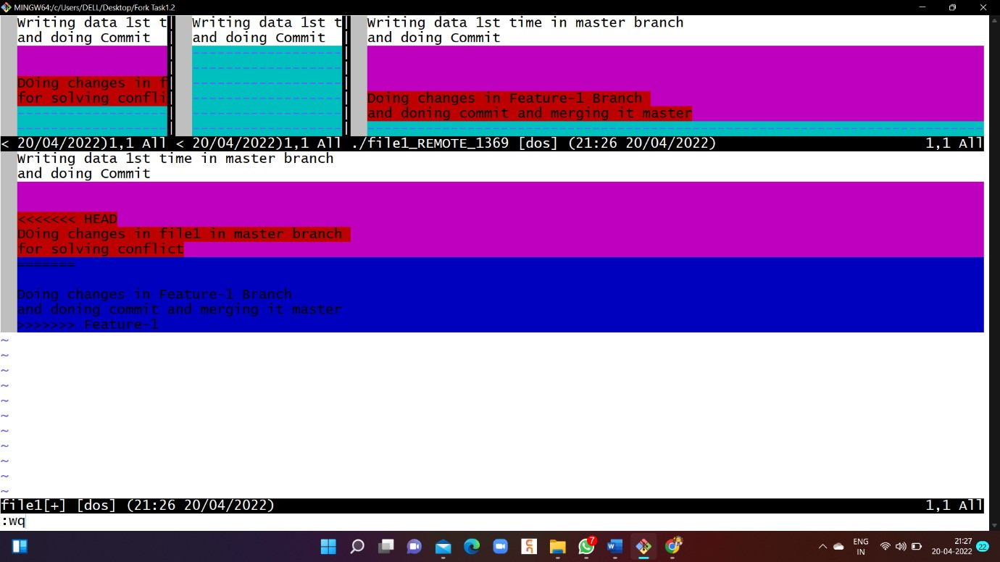 MINGW64:/c/Users/DELL/Desktop/Fork Task1.2
Writing data 1st t
and doing Commit
DOing changes in f
for solving confli
Writing data 1st t
and doing Commit
Writing data 1st time in master branch
and doing Commit
Doing changes in Feature-1 Branch
and doning commit and merging it master
< 20/04/2022)1,1 All < 20/04/2022)1,1 All ./file1_REMOTE_1369 [dos] (21:26 20/04/2022) 1,1 All
Writing data 1st time in master branch
and doing Commit
<<<<<<< HEAD
DOing changes in file1 in master branch
for solving conflict
=======
Doing changes in Feature-1 Branch
and doning commit and merging it master
>>>>>>> Feature-1
~
~
~
~
~
~
~
~
~
~
~
file1[+] [dos] (21:26 20/04/2022) 1,1 All
:wq
7
W
ENG
IN
21:27
20-04-2022
22